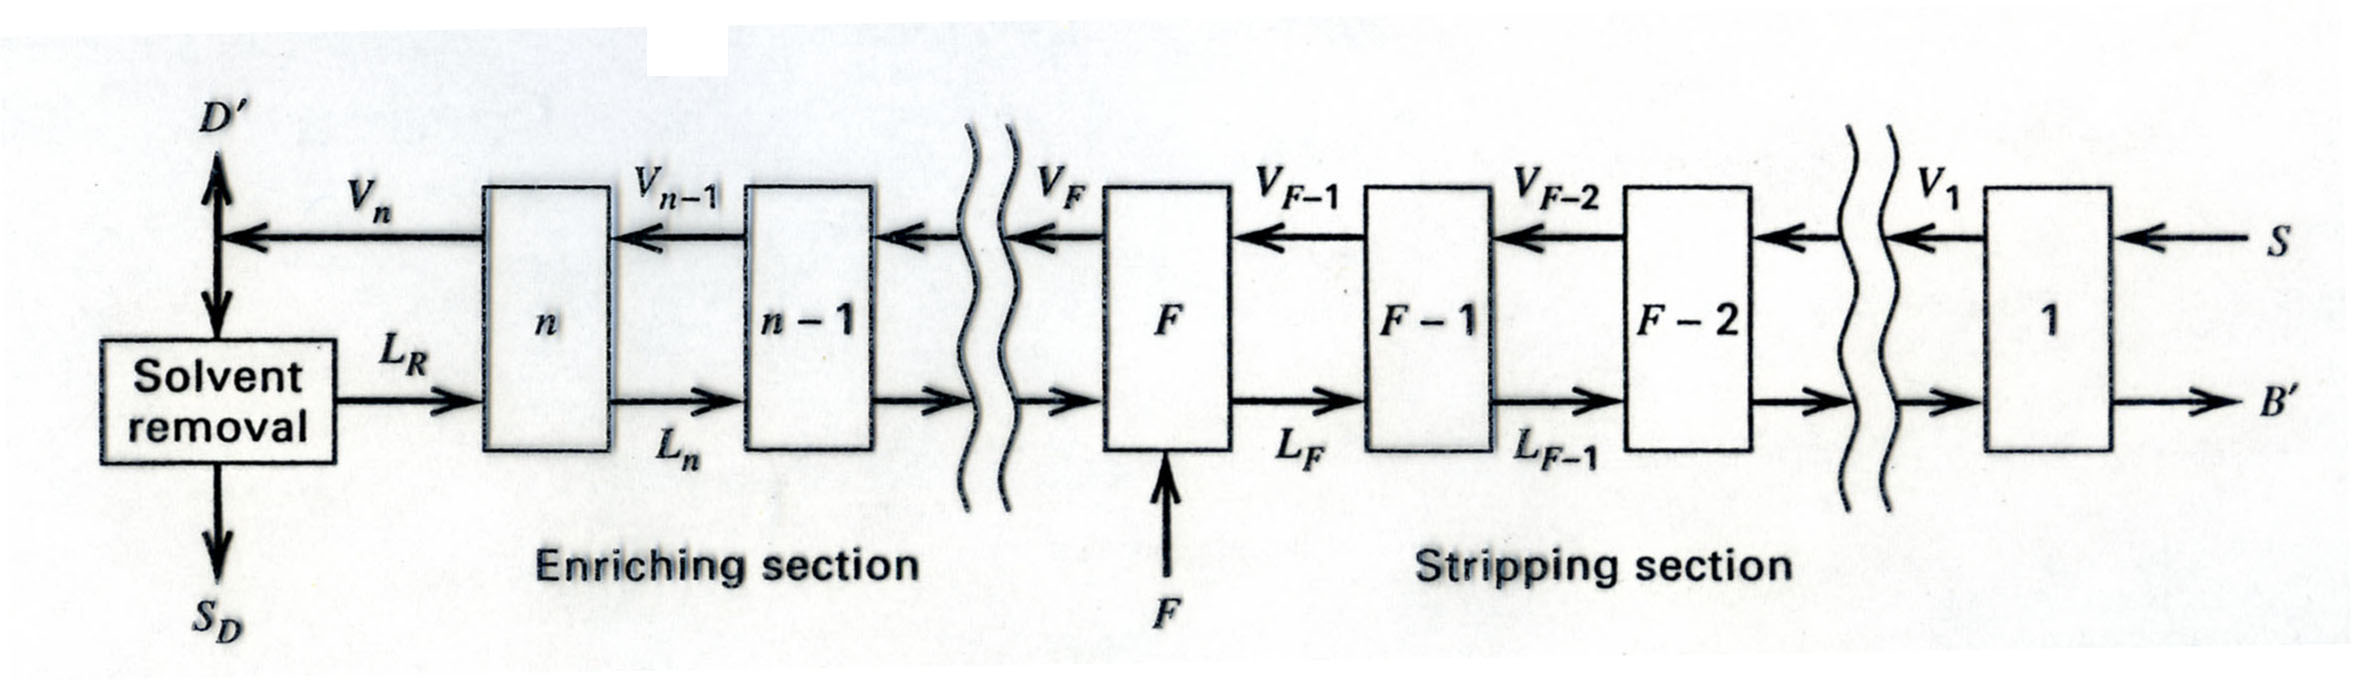 D′
V_n
V_{n−1}
V_F
V_{F−1}
V_{F−2}
V_1
S
n
n − 1
F
F − 1
F − 2
1
L_R
Solvent
removal
L_n
L_F
L_{F−1}
B′
Enriching section
Stripping section
S_D
F